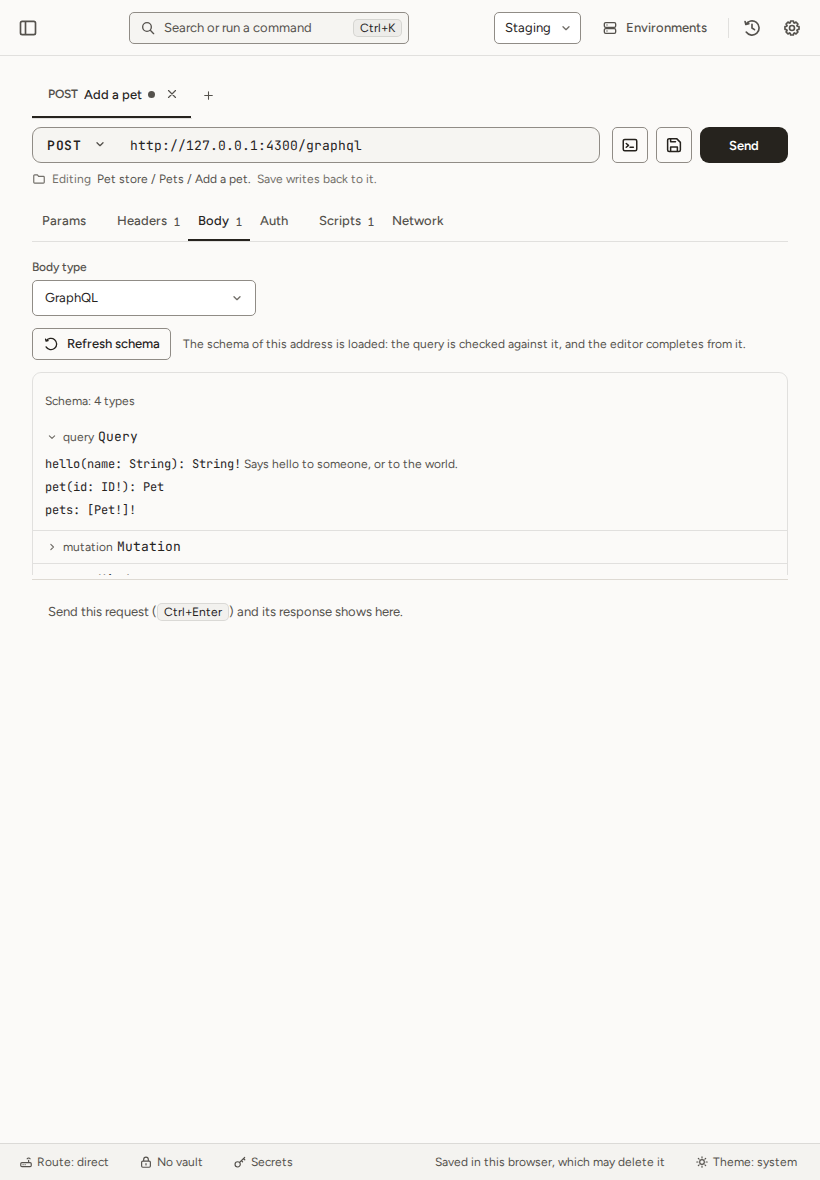 Search or run a command Ctrl+K Staging Environments
POST Add a pet
POST http://127.0.0.1:4300/graphql Send
Editing Pet store / Pets / Add a pet. Save writes back to it.
Params Headers 1 Body 1 Auth Scripts 1 Network
Body type
GraphQL
Refresh schema The schema of this address is loaded: the query is checked against it, and the editor completes from it.
Schema: 4 types
query Query
hello(name: String): String! Says hello to someone, or to the world.
pet(id: ID!): Pet
pets: [Pet!]!
mutation Mutation
Send this request (Ctrl+Enter) and its response shows here.
Route: direct No vault Secrets Saved in this browser, which may delete it Theme: system